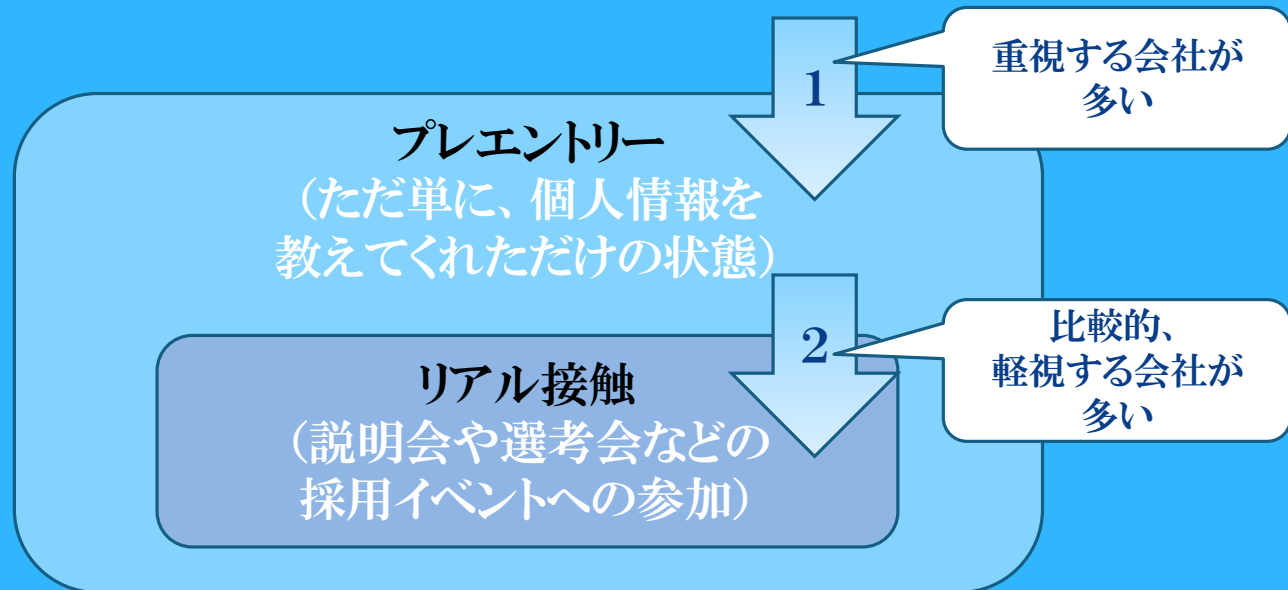 1
重視する会社が
多い
プレエントリー
（ただ単に、個人情報を
教えてくれただけの状態）
2
比較的、
軽視する会社が
多い
リアル接触
（説明会や選考会などの
採用イベントへの参加）